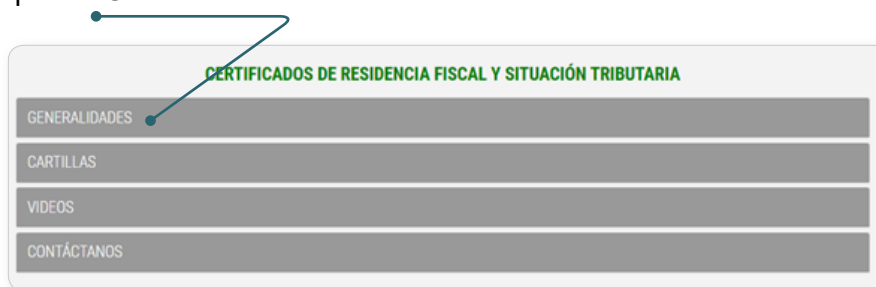 CERTIFICADOS DE RESIDENCIA FISCAL Y SITUACIÓN TRIBUTARIA
GENERALIDADES
CARTILLAS
VIDEOS
CONTÁCTANOS